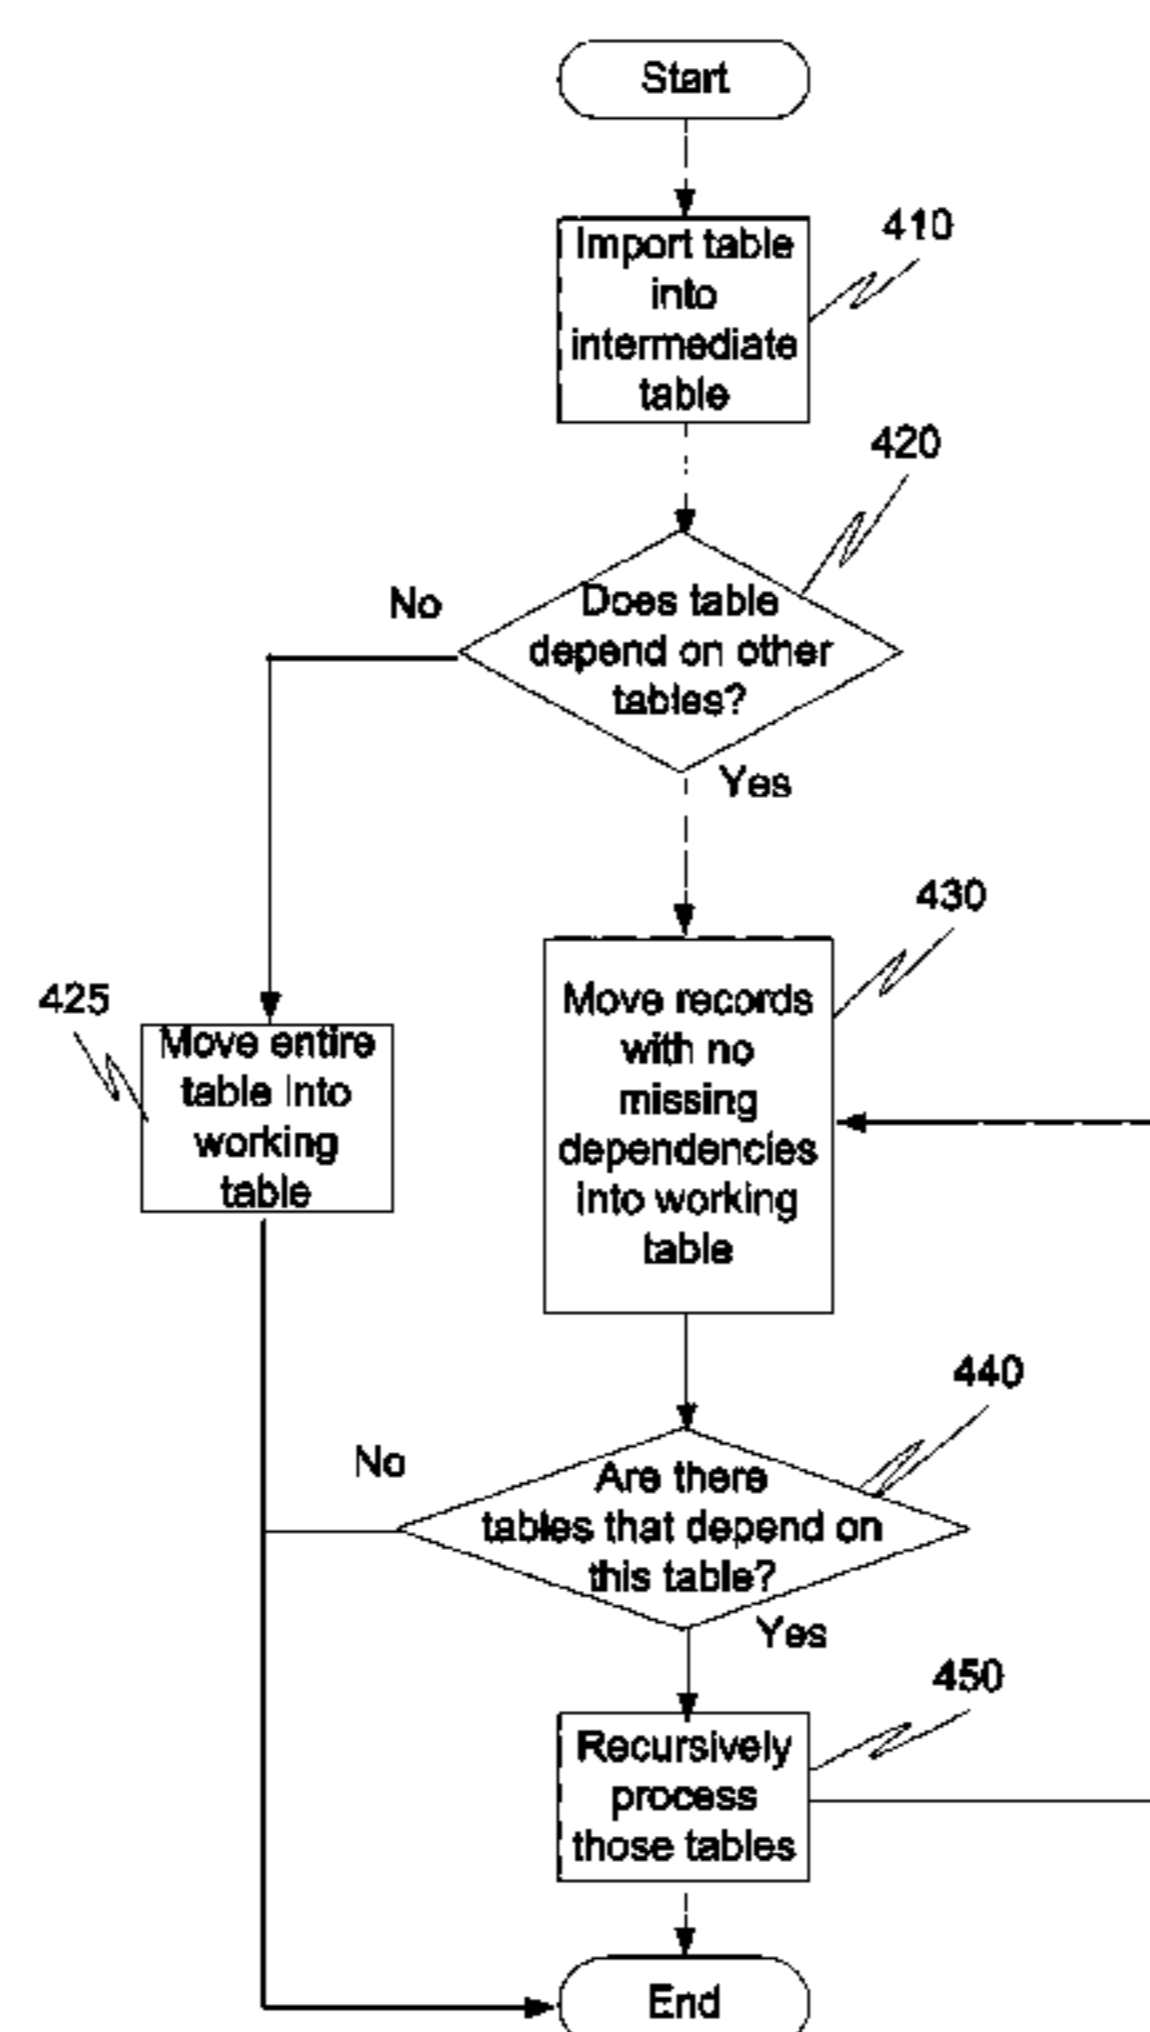 Start
410
Import table
into
intermediate
table
420
No
Does table
depend on other
tables?
Yes
430
425
Move entire
table into
working
table
Move records
with no
missing
dependencies
into working
table
440
No
Are there
tables that depend on
this table?
Yes
450
Recursively
process
those tables
End